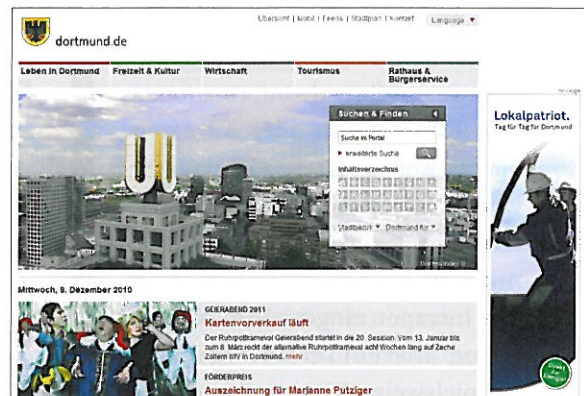 Übersicht | Mobil | Feeds | Stadtplan | Kontakt Language
dortmund.de
Leben in Dortmund Freizeit & Kultur Wirtschaft Tourismus Rathaus & Bürgerservice
Anzeige
Suchen & Finden
Suche im Portal
erweiterte Suche
Inhaltsverzeichnis
Stadtbezirk Dortmund für
Lokalpatriot.
Tag für Tag für Dortmund
Mittwoch, 8. Dezember 2010
GEIERABEND 2011
Kartenvorverkauf läuft
Der Ruhrpottkarneval Geierabend startet in die 20. Session. Vom 13. Januar bis
zum 8. März rockt der alternative Ruhrpottkarneval acht Wochen lang auf Zeche
Zollern II/IV in Dortmund. mehr
FÖRDERPREIS
Auszeichnung für Marianne Putziger